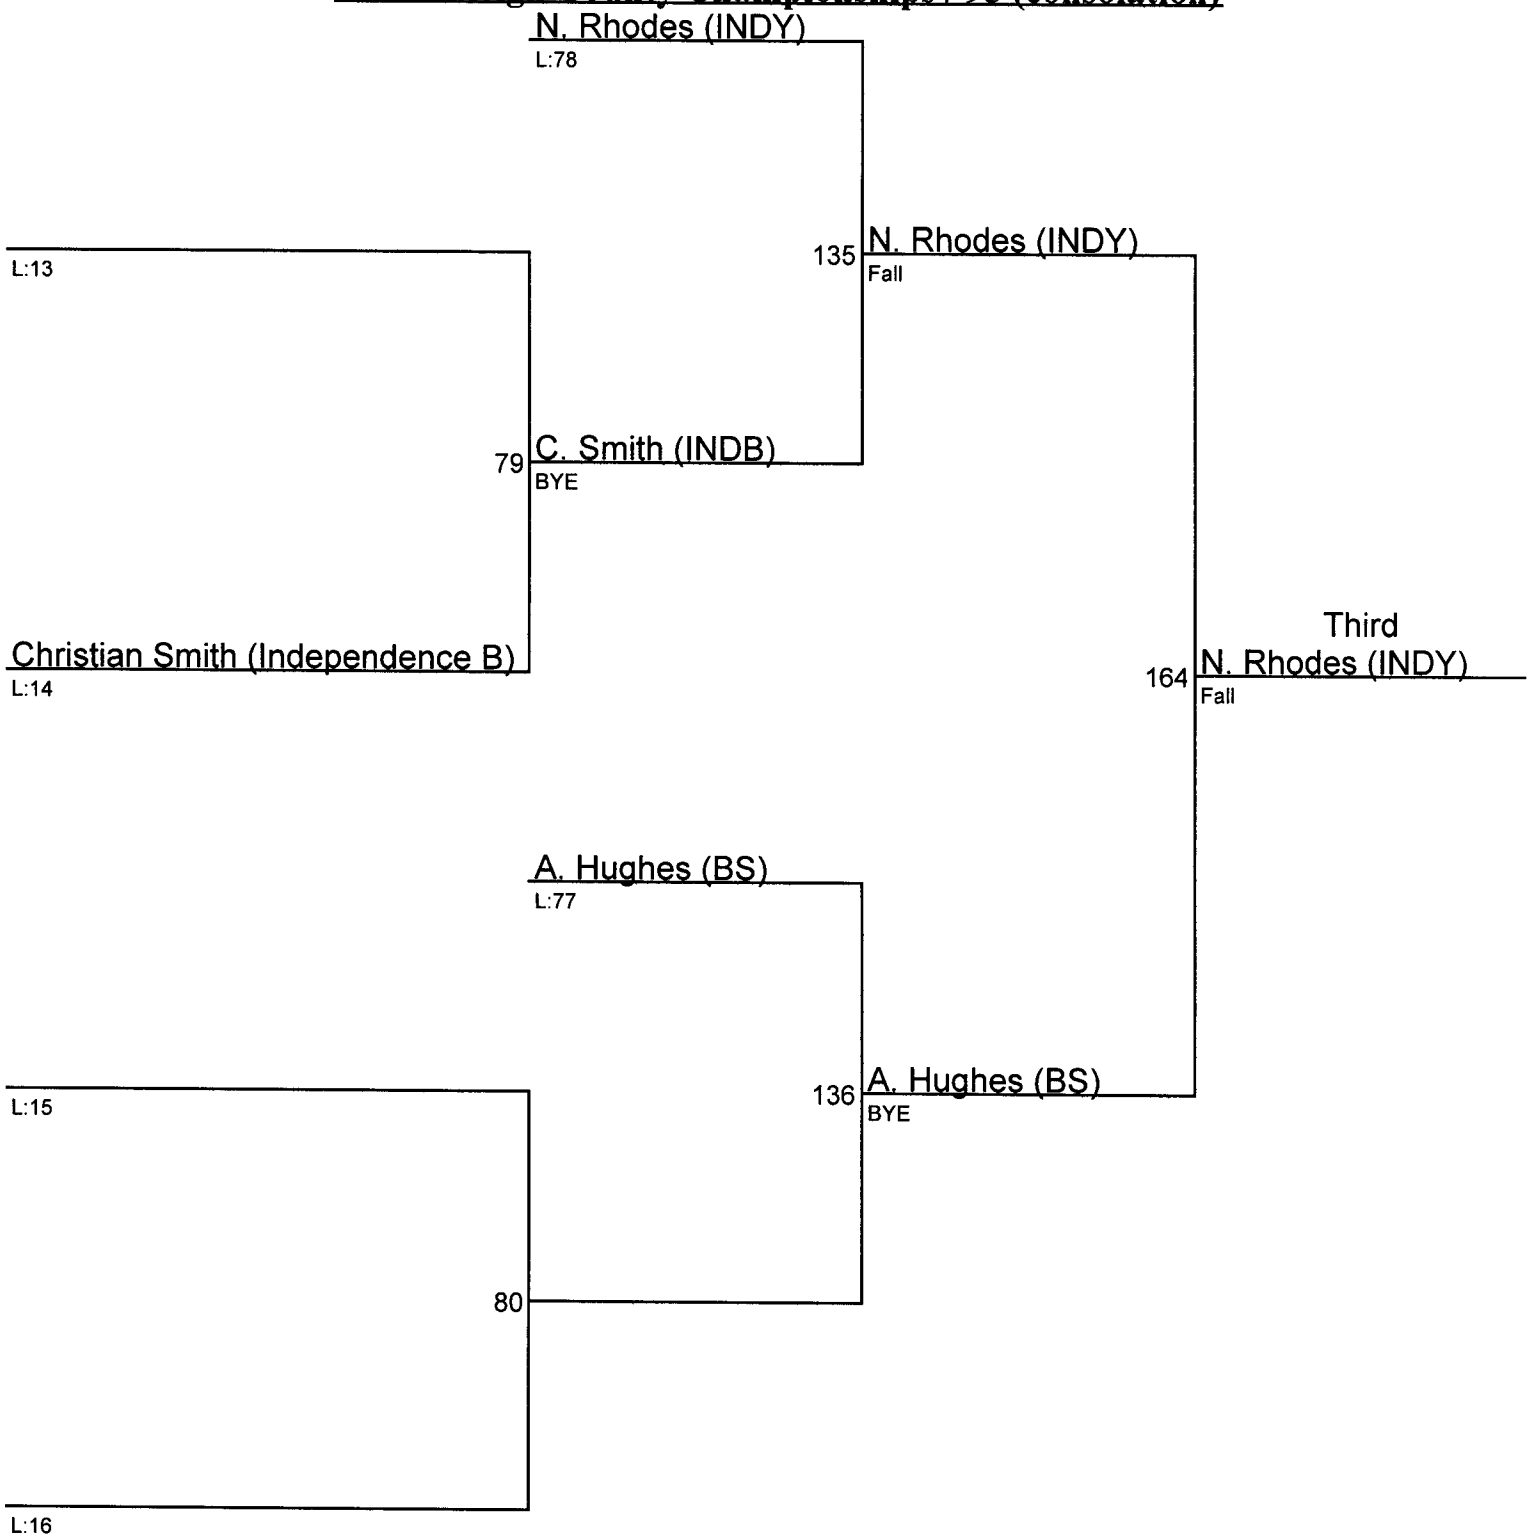 (consolation)
N. Rhodes (INDY)
L:78
L:13
135
N. Rhodes (INDY)
Fall
79
C. Smith (INDB)
BYE
Christian Smith (Independence B)
L:14
Third
164
N. Rhodes (INDY)
Fall
A. Hughes (BS)
L:77
L:15
136
A. Hughes (BS)
BYE
80
L:16